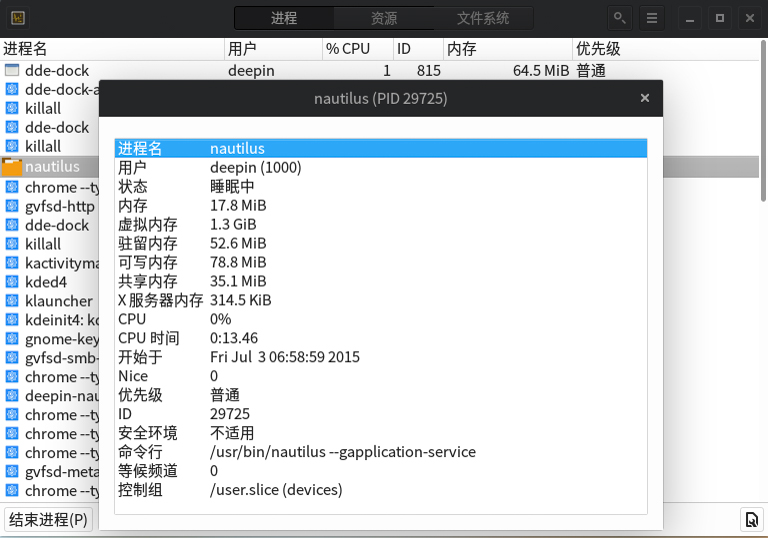 进程 资源 文件系统
进程名 用户 % CPU ID 内存 优先级
dde-dock deepin 1 815 64.5 MiB 普通
dde-dock-a
killall
dde-dock
killall
nautilus
chrome --ty
gvfsd-http
dde-dock
killall
kactivityma
kded4
klauncher
kdeinit4: kd
gnome-key
gvfsd-smb-
chrome --ty
deepin-nau
chrome --ty
chrome --ty
chrome --ty
gvfsd-meta
chrome --ty
nautilus (PID 29725)
进程名 nautilus
用户 deepin (1000)
状态 睡眠中
内存 17.8 MiB
虚拟内存 1.3 GiB
驻留内存 52.6 MiB
可写内存 78.8 MiB
共享内存 35.1 MiB
X 服务器内存 314.5 KiB
CPU 0%
CPU 时间 0:13.46
开始于 Fri Jul  3 06:58:59 2015
Nice 0
优先级 普通
ID 29725
安全环境 不适用
命令行 /usr/bin/nautilus --gapplication-service
等候频道 0
控制组 /user.slice (devices)
结束进程(P)